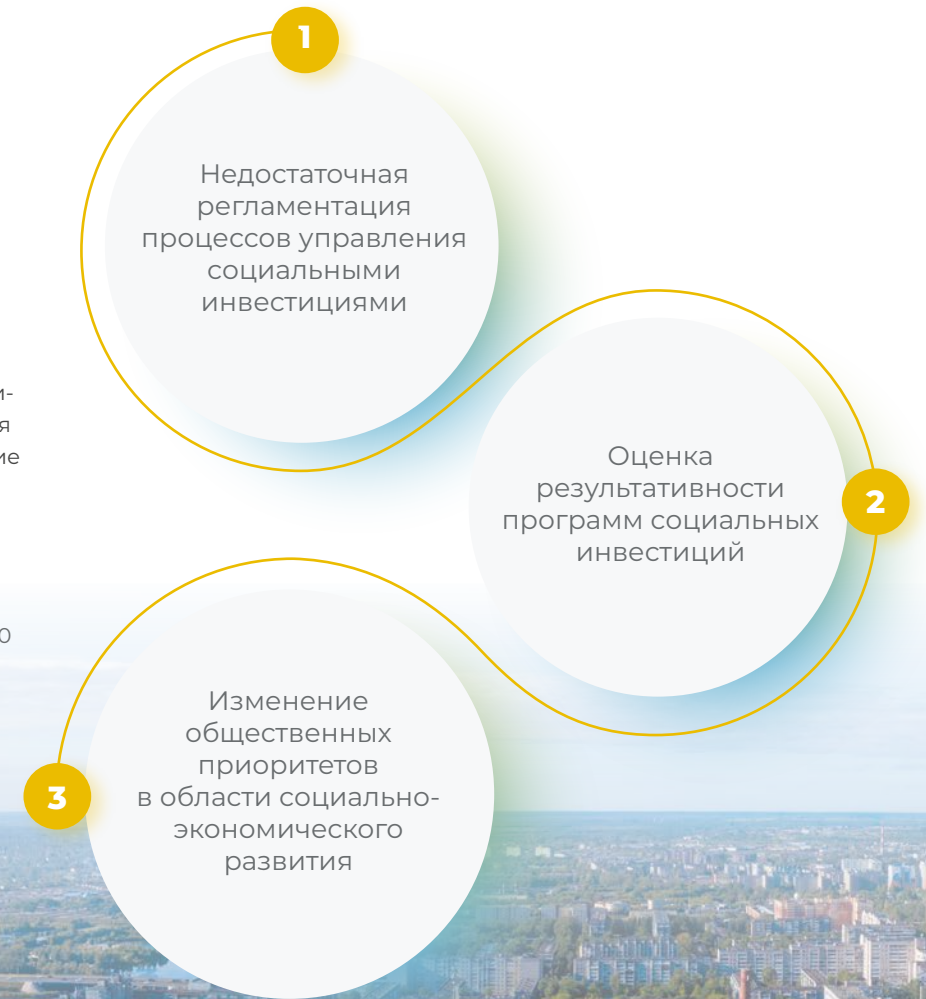 1
Недостаточная
регламентация
процессов управления
социальными
инвестициями
Оценка
результативности
программ социальных
инвестиций
2
Изменение
общественных
приоритетов
в области социально-
экономического
развития
3